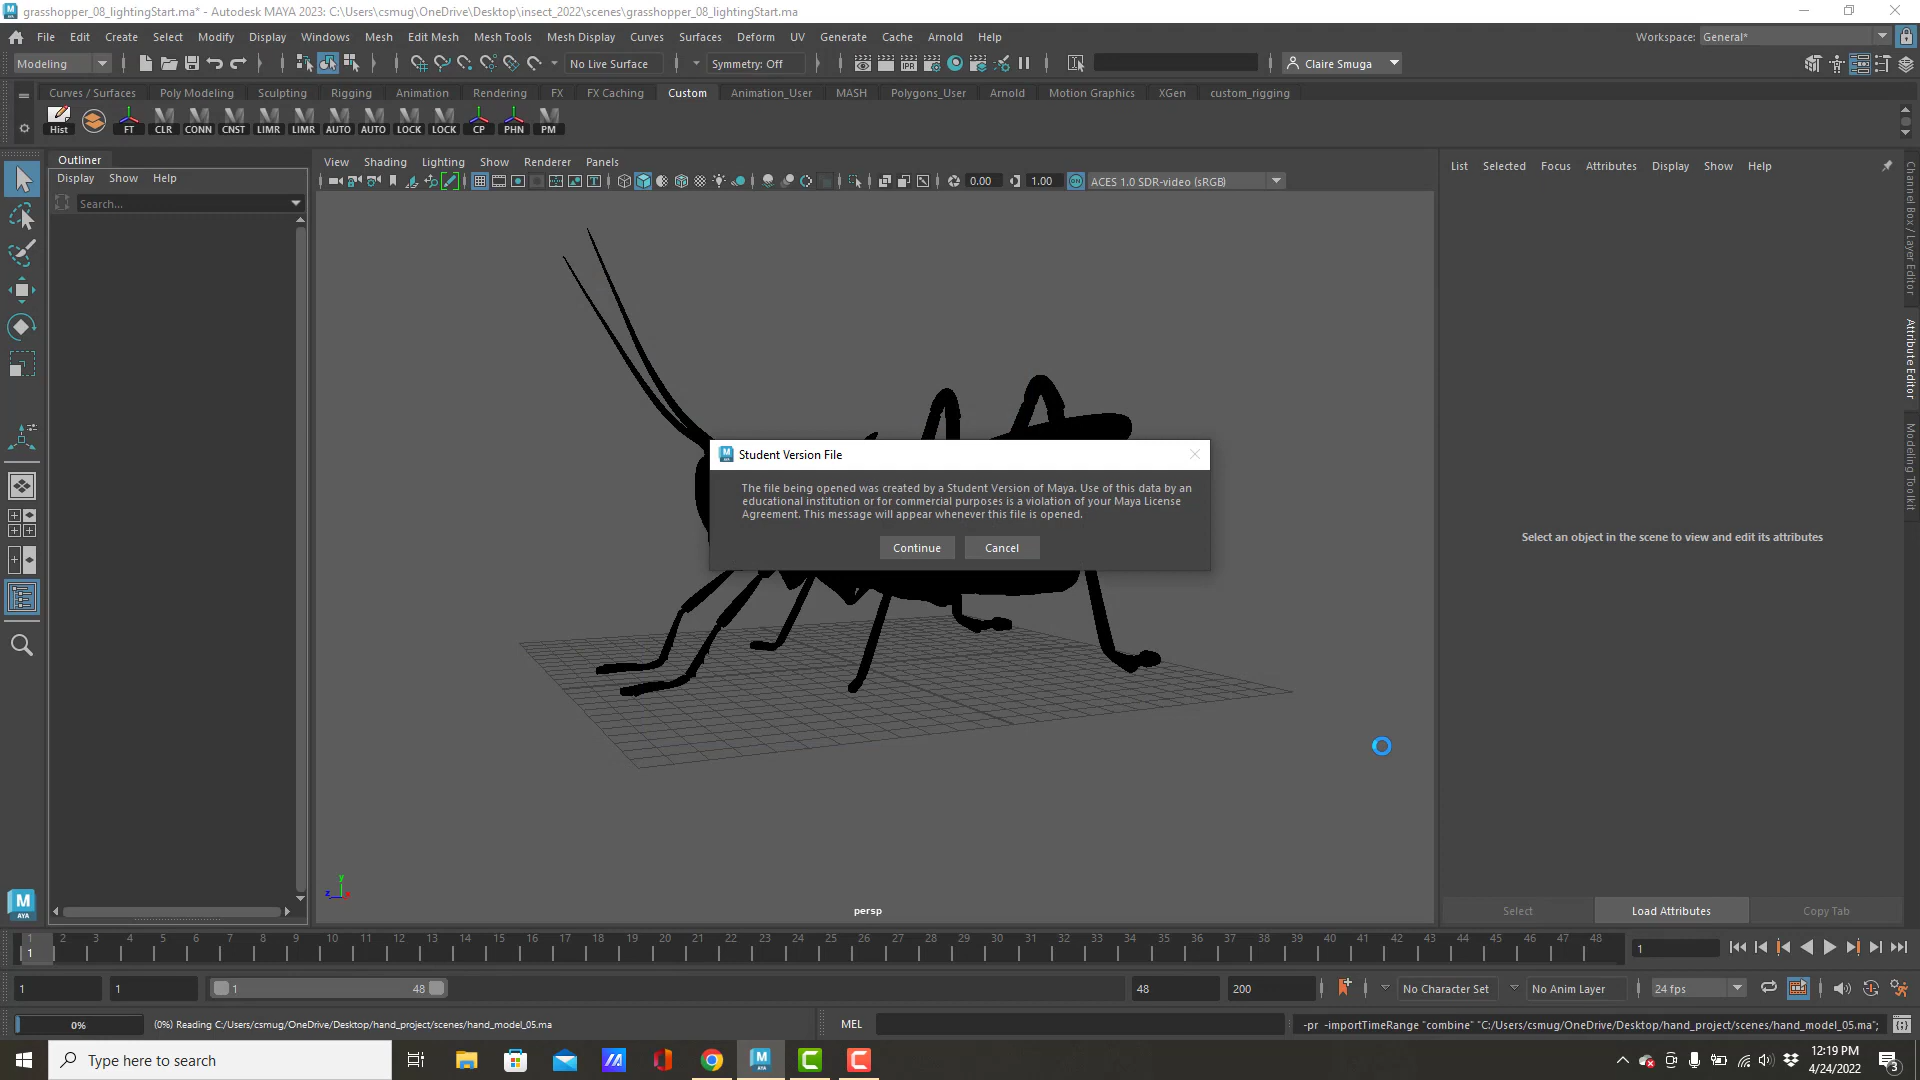 grasshopper_08_lightingStart.ma* - Autodesk MAYA 2023: C:\Users\csmug\OneDrive\Desktop\insect_2022\scenes\grasshopper_08_lightingStart.ma
File Edit Create Select Modify Display Windows Mesh Edit Mesh Mesh Tools Mesh Display Curves Surfaces Deform UV Generate Cache Arnold Help
Workspace: General*
Modeling
No Live Surface
Symmetry: Off
IPR
Claire Smuga
Curves / Surfaces Poly Modeling Sculpting Rigging Animation Rendering FX FX Caching Custom Animation_User MASH Polygons_User Arnold Motion Graphics XGen custom_rigging
Hist FT CLR CONN CNST LIMR LIMR AUTO AUTO LOCK LOCK CP PHN PM
Outliner
Display Show Help
Search...
View Shading Lighting Show Renderer Panels
0.00 1.00 ACES 1.0 SDR-video (sRGB)
List Selected Focus Attributes Display Show Help
Channel Box / Layer Editor
Attribute Editor
Modeling Toolkit
Student Version File
The file being opened was created by a Student Version of Maya. Use of this data by an
educational institution or for commercial purposes is a violation of your Maya License
Agreement. This message will appear whenever this file is opened.
Continue Cancel
Select an object in the scene to view and edit its attributes
y
z
persp
M
AYA
Select Load Attributes Copy Tab
1 2 3 4 5 6 7 8 9 10 11 12 13 14 15 16 17 18 19 20 21 22 23 24 25 26 27 28 29 30 31 32 33 34 35 36 37 38 39 40 41 42 43 44 45 46 47 48
1
1
1 1 1 48 48 200 No Character Set No Anim Layer 24 fps
0% (0%) Reading C:/Users/csmug/OneDrive/Desktop/hand_project/scenes/hand_model_05.ma
MEL
-pr -importTimeRange "combine" "C:/Users/csmug/OneDrive/Desktop/hand_project/scenes/hand_model_05.ma";
Type here to search
12:19 PM
4/24/2022
3